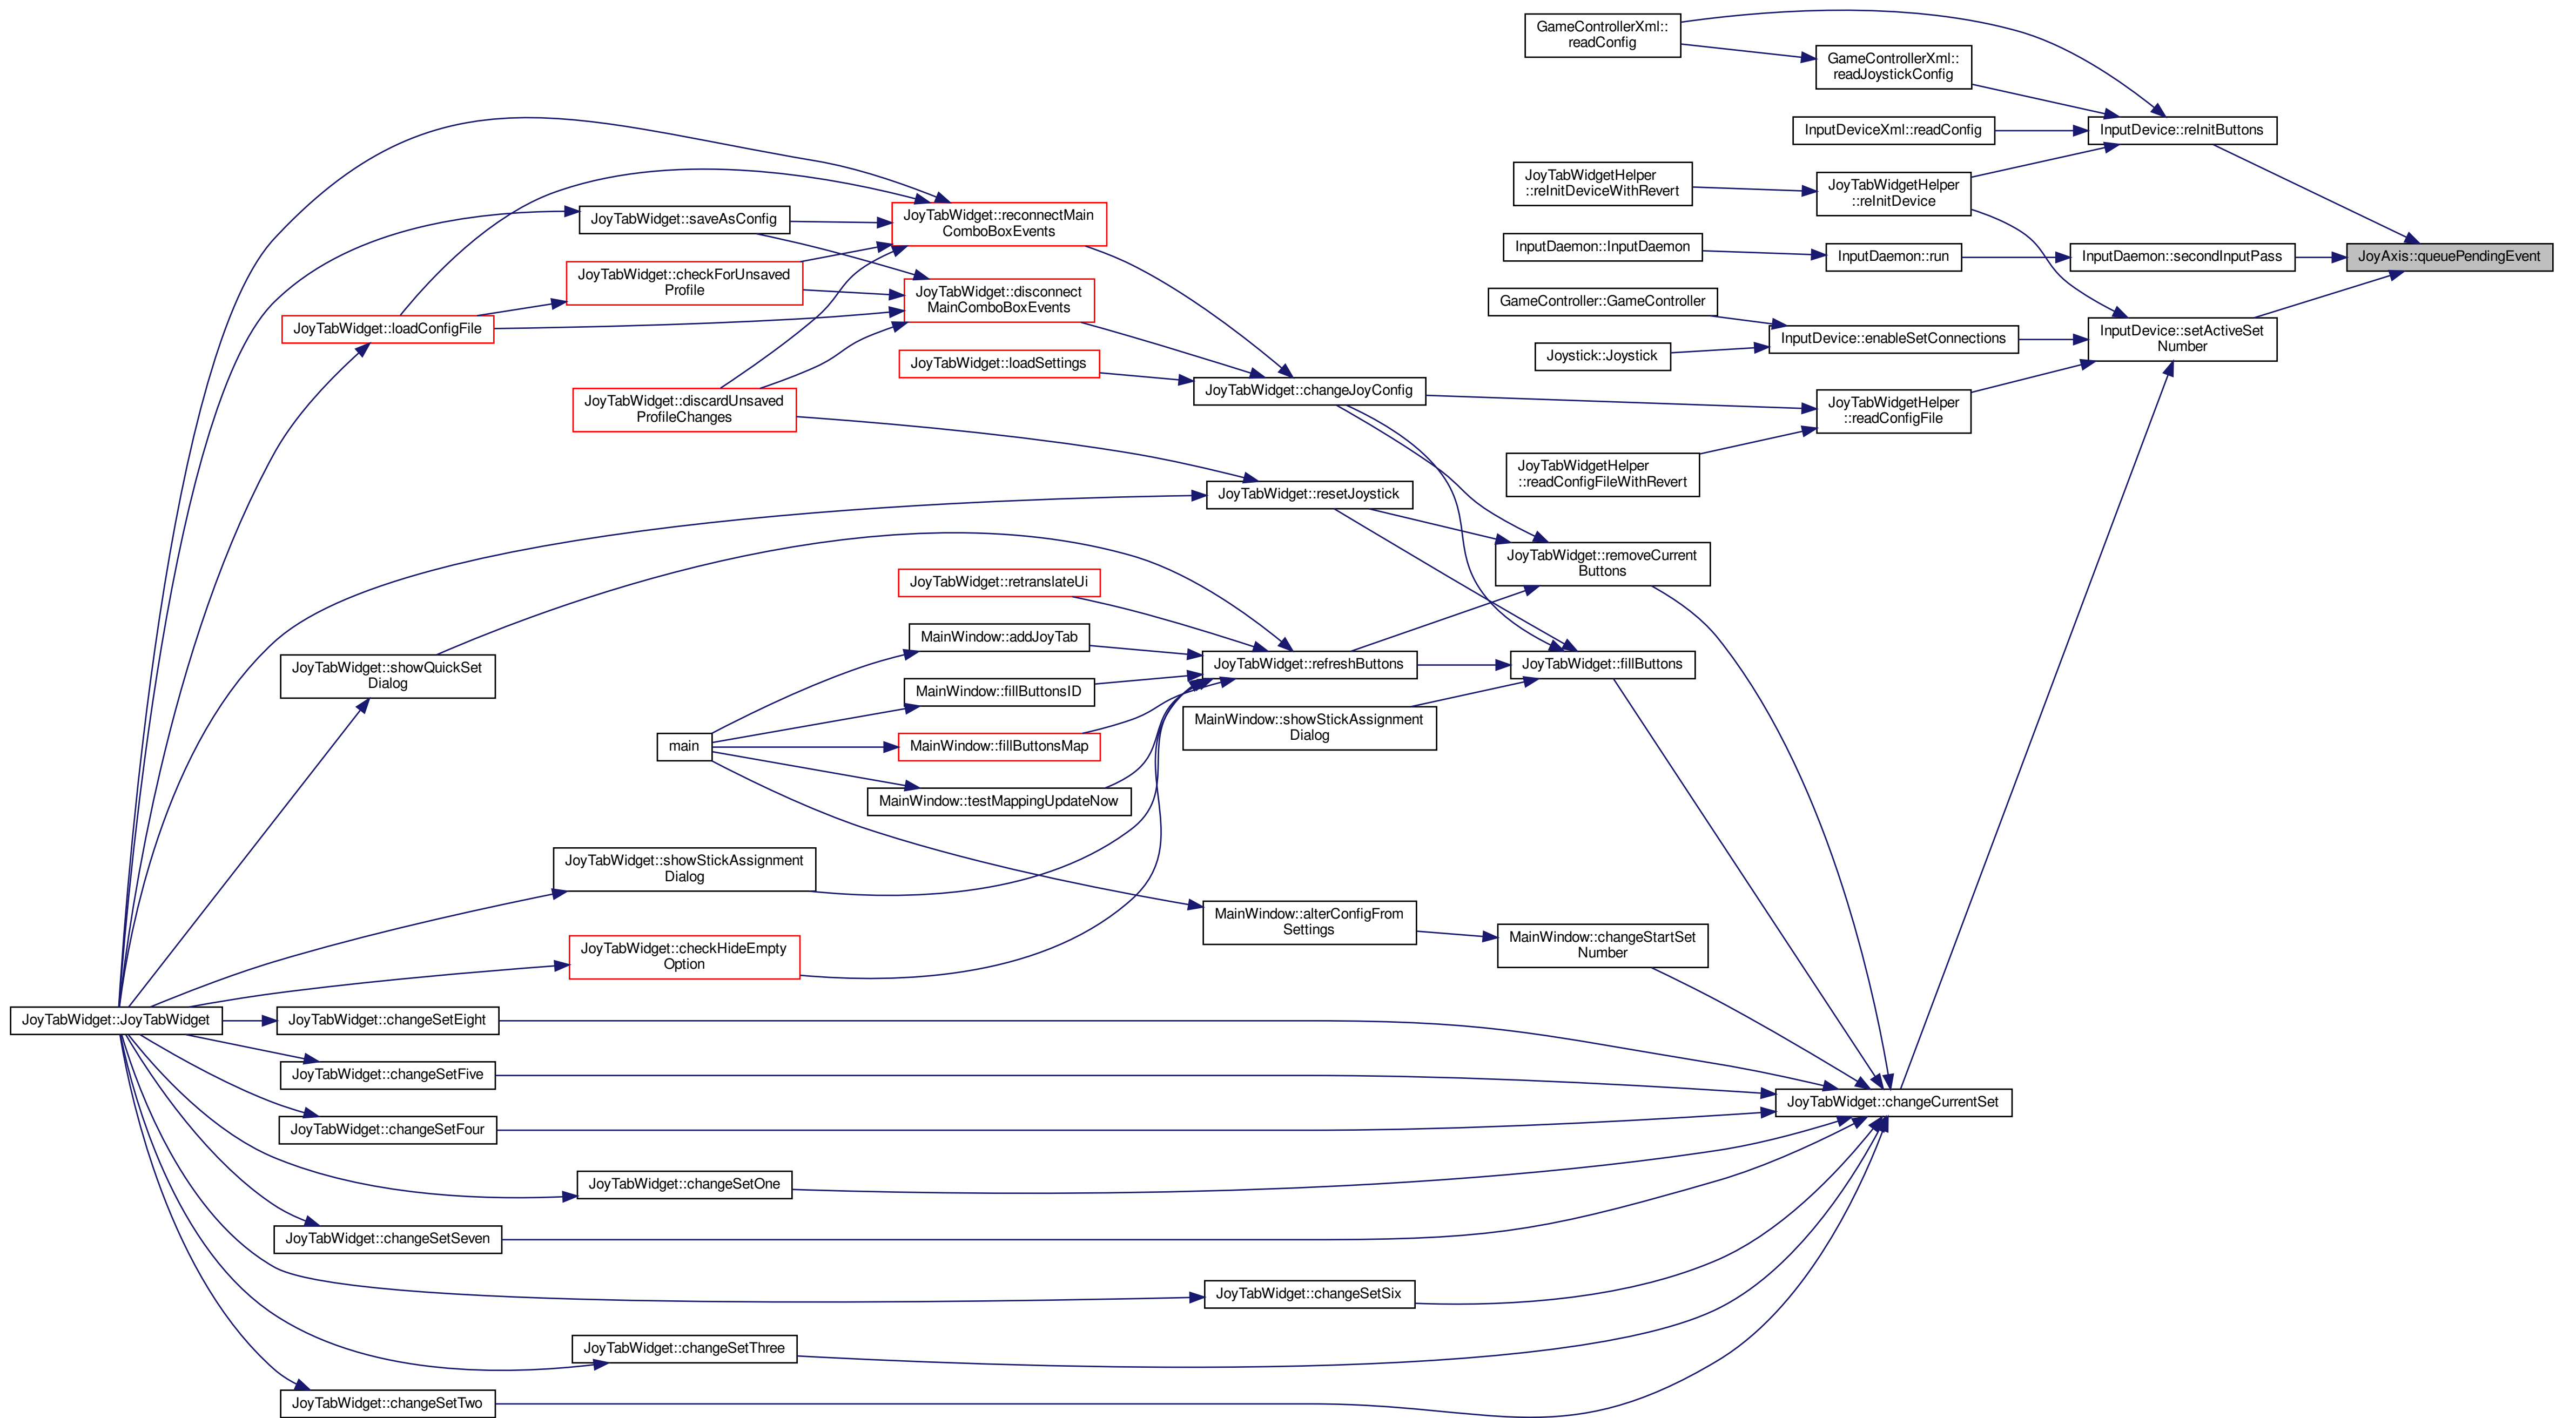 GameControllerXml::
readConfig
GameControllerXml::
readJoystickConfig
InputDeviceXml::readConfig
InputDevice::reInitButtons
JoyTabWidgetHelper
::reInitDeviceWithRevert
JoyTabWidgetHelper
::reInitDevice
InputDaemon::InputDaemon
InputDaemon::run
InputDaemon::secondInputPass
JoyAxis::queuePendingEvent
GameController::GameController
Joystick::Joystick
InputDevice::enableSetConnections
InputDevice::setActiveSet
Number
JoyTabWidgetHelper
::readConfigFile
JoyTabWidgetHelper
::readConfigFileWithRevert
JoyTabWidget::saveAsConfig
JoyTabWidget::reconnectMain
ComboBoxEvents
JoyTabWidget::checkForUnsaved
Profile
JoyTabWidget::disconnect
MainComboBoxEvents
JoyTabWidget::loadConfigFile
JoyTabWidget::loadSettings
JoyTabWidget::changeJoyConfig
JoyTabWidget::discardUnsaved
ProfileChanges
JoyTabWidget::resetJoystick
JoyTabWidget::removeCurrent
Buttons
JoyTabWidget::retranslateUi
MainWindow::addJoyTab
JoyTabWidget::refreshButtons
JoyTabWidget::fillButtons
JoyTabWidget::showQuickSet
Dialog
MainWindow::fillButtonsID
MainWindow::showStickAssignment
Dialog
main
MainWindow::fillButtonsMap
MainWindow::testMappingUpdateNow
JoyTabWidget::showStickAssignment
Dialog
MainWindow::alterConfigFrom
Settings
MainWindow::changeStartSet
Number
JoyTabWidget::checkHideEmpty
Option
JoyTabWidget::JoyTabWidget
JoyTabWidget::changeSetEight
JoyTabWidget::changeSetFive
JoyTabWidget::changeCurrentSet
JoyTabWidget::changeSetFour
JoyTabWidget::changeSetOne
JoyTabWidget::changeSetSeven
JoyTabWidget::changeSetSix
JoyTabWidget::changeSetThree
JoyTabWidget::changeSetTwo